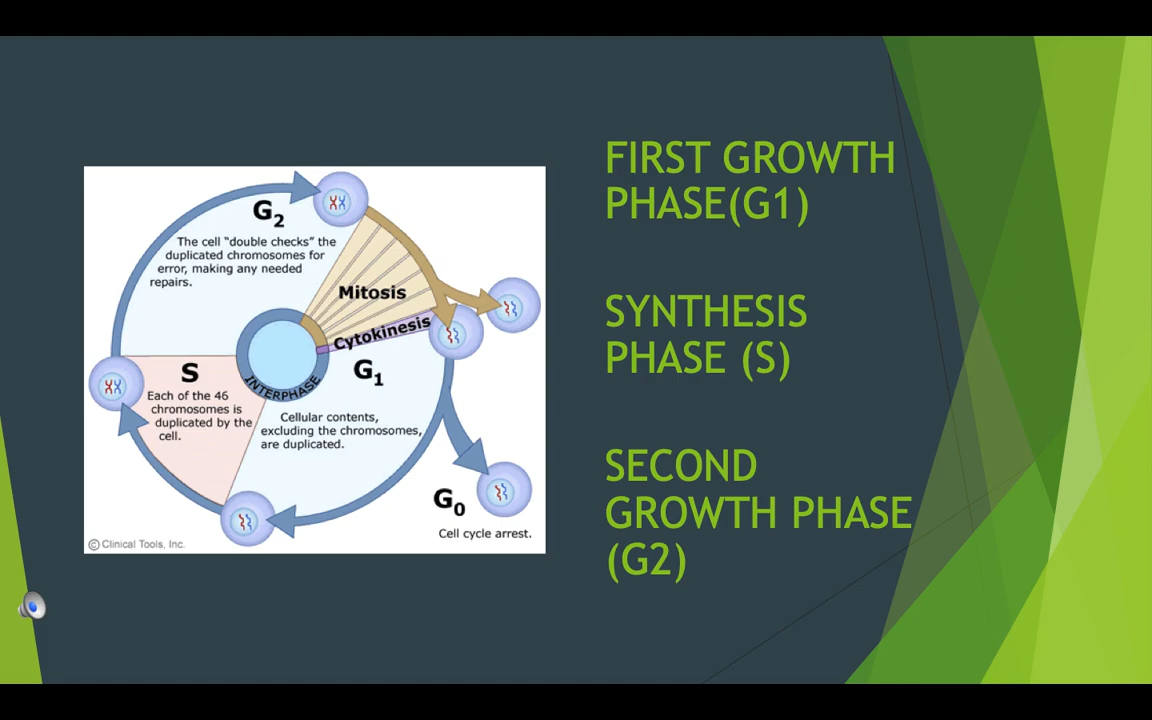 G2
The cell “double checks” the
duplicated chromosomes for
error, making any needed
repairs.
Mitosis
Cytokinesis
S
Each of the 46
chromosomes is
duplicated by the
cell.
INTERPHASE
G1
Cellular contents,
excluding the chromosomes,
are duplicated.
G0
Cell cycle arrest.
© Clinical Tools, Inc.
FIRST GROWTH
PHASE(G1)
SYNTHESIS
PHASE (S)
SECOND
GROWTH PHASE
(G2)